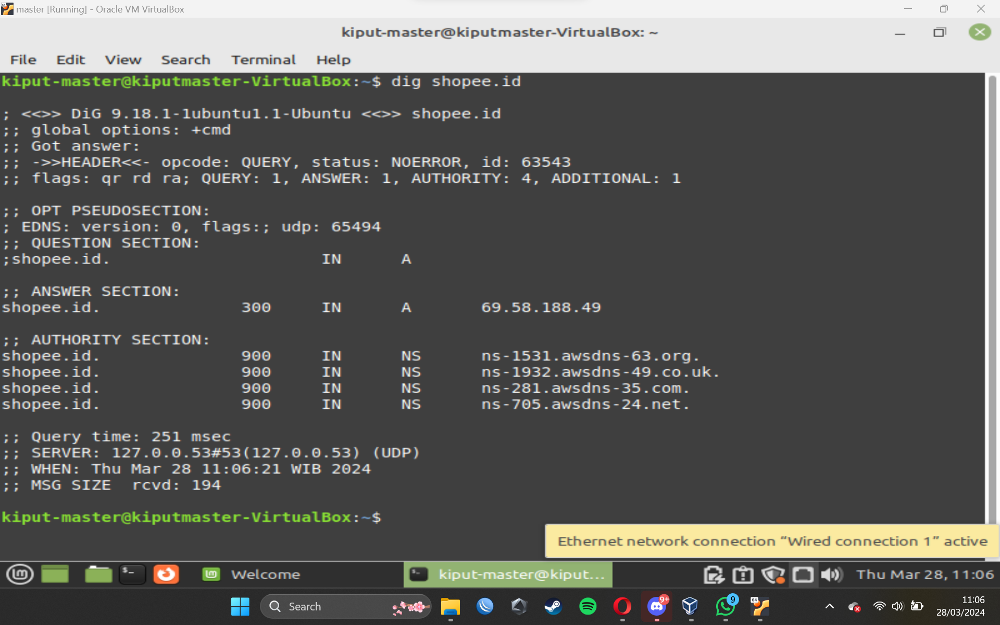 master [Running] - Oracle VM VirtualBox
kiput-master@kiputmaster-VirtualBox: ~
File Edit View Search Terminal Help
kiput-master@kiputmaster-VirtualBox:~$ dig shopee.id
; <<>> DiG 9.18.1-1ubuntu1.1-Ubuntu <<>> shopee.id
;; global options: +cmd
;; Got answer:
;; ->>HEADER<<- opcode: QUERY, status: NOERROR, id: 63543
;; flags: qr rd ra; QUERY: 1, ANSWER: 1, AUTHORITY: 4, ADDITIONAL: 1
;; OPT PSEUDOSECTION:
; EDNS: version: 0, flags:; udp: 65494
;; QUESTION SECTION:
;shopee.id. IN A
;; ANSWER SECTION:
shopee.id. 300 IN A 69.58.188.49
;; AUTHORITY SECTION:
shopee.id. 900 IN NS ns-1531.awsdns-63.org.
shopee.id. 900 IN NS ns-1932.awsdns-49.co.uk.
shopee.id. 900 IN NS ns-281.awsdns-35.com.
shopee.id. 900 IN NS ns-705.awsdns-24.net.
;; Query time: 251 msec
;; SERVER: 127.0.0.53#53(127.0.0.53) (UDP)
;; WHEN: Thu Mar 28 11:06:21 WIB 2024
;; MSG SIZE  rcvd: 194
kiput-master@kiputmaster-VirtualBox:~$
Ethernet network connection “Wired connection 1” active
Welcome kiput-master@kiput... Thu Mar 28, 11:06
Search 9+ 9 64 11:06
28/03/2024